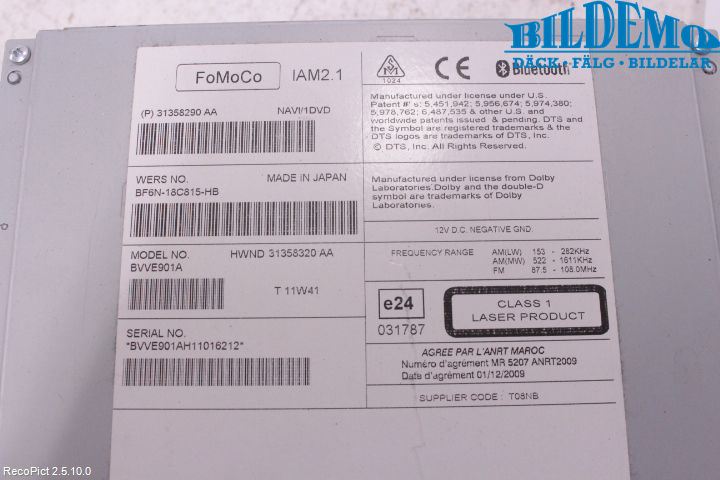 BILDEMO
DÄCK · FÄLG · BILDELAR
FoMoCo IAM2.1
(P) 31358290 AA NAVI/1DVD
WERS NO. MADE IN JAPAN
BF6N-18C815-HB
MODEL NO. HWND 31358320 AA
BVVE901A
T 11W41
SERIAL NO.
*BVVE901AH11016212*
1024
CE Bluetooth
Manufactured under license under U.S.
Patent #' s: 5,451,942; 5,956,674; 5,974,380;
5,978,762; 6,487,535 & other U.S. and
worldwide patents issued & pending. DTS and
the Symbol are registered trademarks & the
DTS logos are trademarks of DTS, Inc.
© DTS, Inc. All Rights Reserved.
Manufactured under license from Dolby
Laboratories.Dolby and the double-D
symbol are trademarks of Dolby
Laboratories.
12V D.C. NEGATIVE GND.
FREQUENCY RANGE AM(LW) 153 - 282KHz
AM(MW) 522 - 1611KHz
FM 87.5 - 108.0MHz
e24
031787
CLASS 1
LASER PRODUCT
AGREE PAR L'ANRT MAROC
Numéro d'agrément MR 5207 ANRT2009
Date d'agrément 01/12/2009
SUPPLIER CODE : T08NB
RecoPict 2.5.10.0